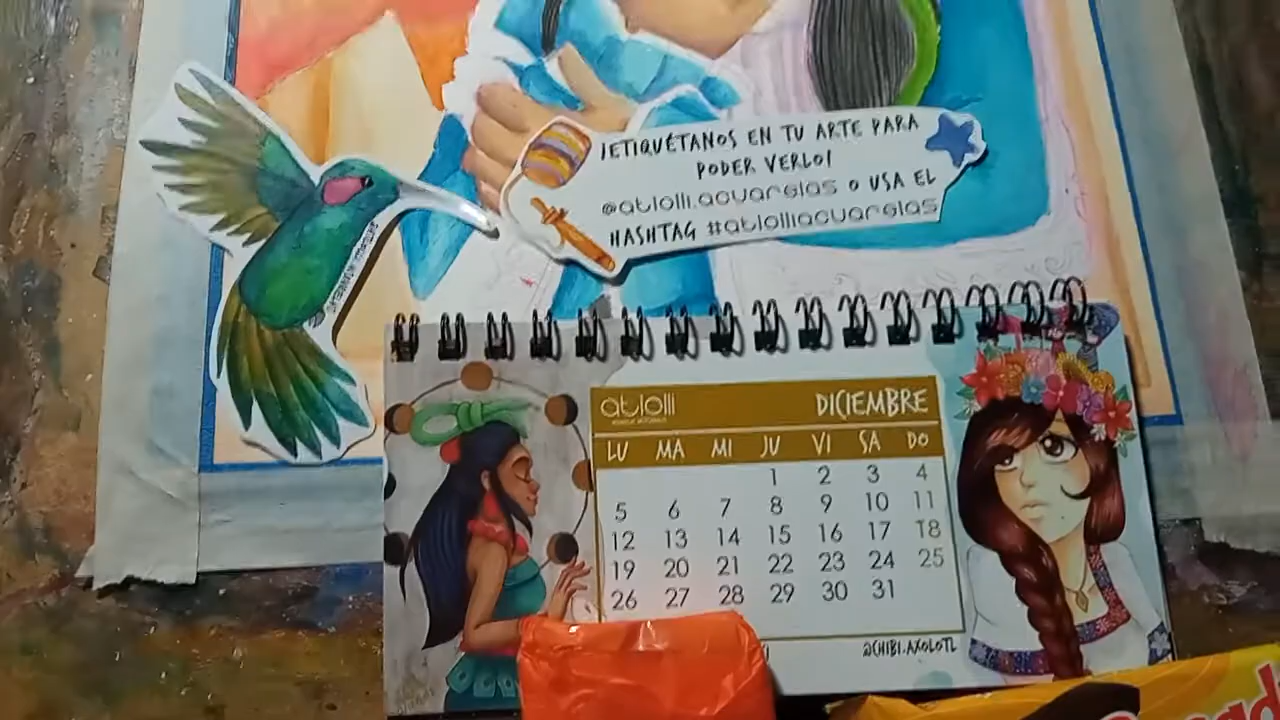 ¡ETIQUÉTANOS EN TU ARTE PARA
PODER VERLO!
@atlolli.acuarelas O USA EL
HASHTAG #atlolliacuarelas
atlolli
DICIEMBRE
LU MA MI JU VI SA DO
1 2 3 4
5 6 7 8 9 10 11
12 13 14 15 16 17 18
19 20 21 22 23 24 25
26 27 28 29 30 31
@CHIBI.AXOLOTL